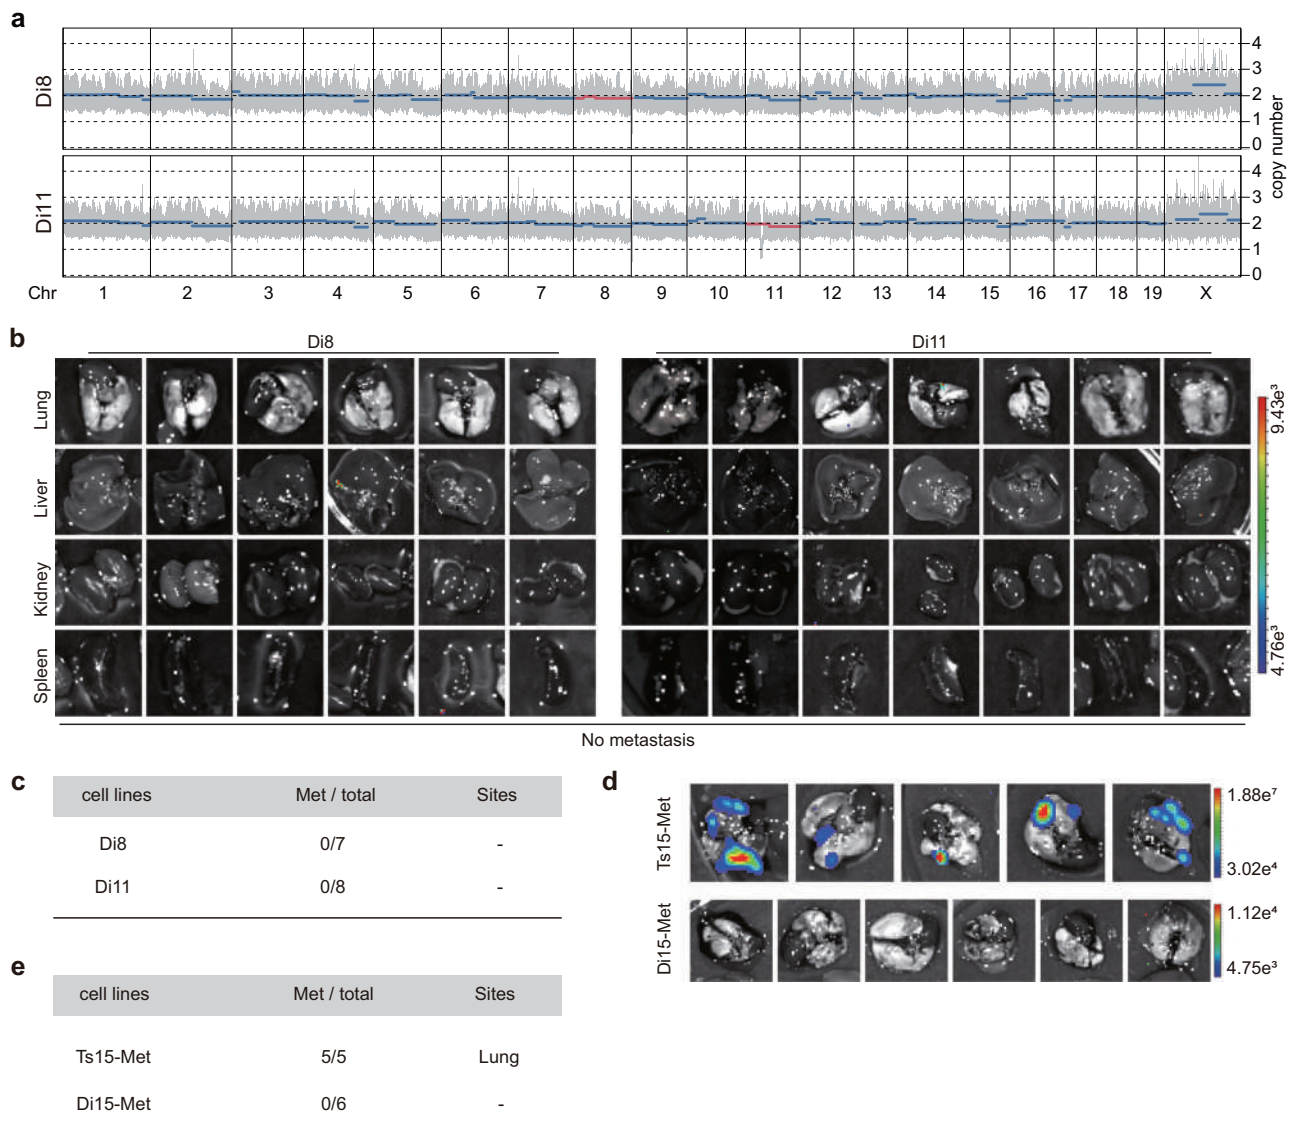 a
Di8
4
3
2
1
0
Di11
4
3
2
1
0
copy number
Chr 1 2 3 4 5 6 7 8 9 10 11 12 13 14 15 16 17 18 19 X
b
Di8 Di11
Lung
Liver
Kidney
Spleen
9.43e³
4.76e³
No metastasis
c
cell lines Met / total Sites
Di8 0/7 -
Di11 0/8 -
d
Ts15-Met
1.88e⁷
3.02e⁴
Di15-Met
1.12e⁴
4.75e³
e
cell lines Met / total Sites
Ts15-Met 5/5 Lung
Di15-Met 0/6 -